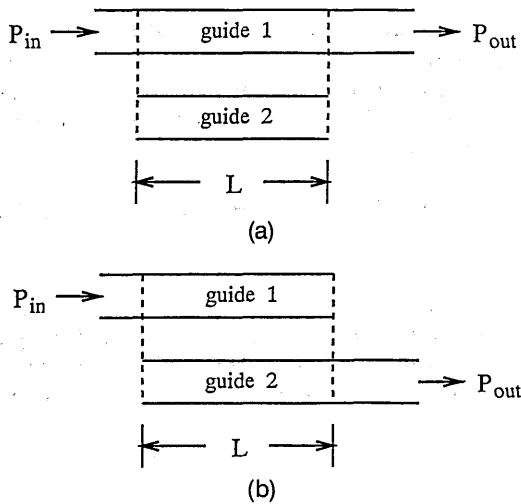 P_in guide 1 P_out
guide 2
L
(a)
P_in guide 1
guide 2 P_out
L
(b)